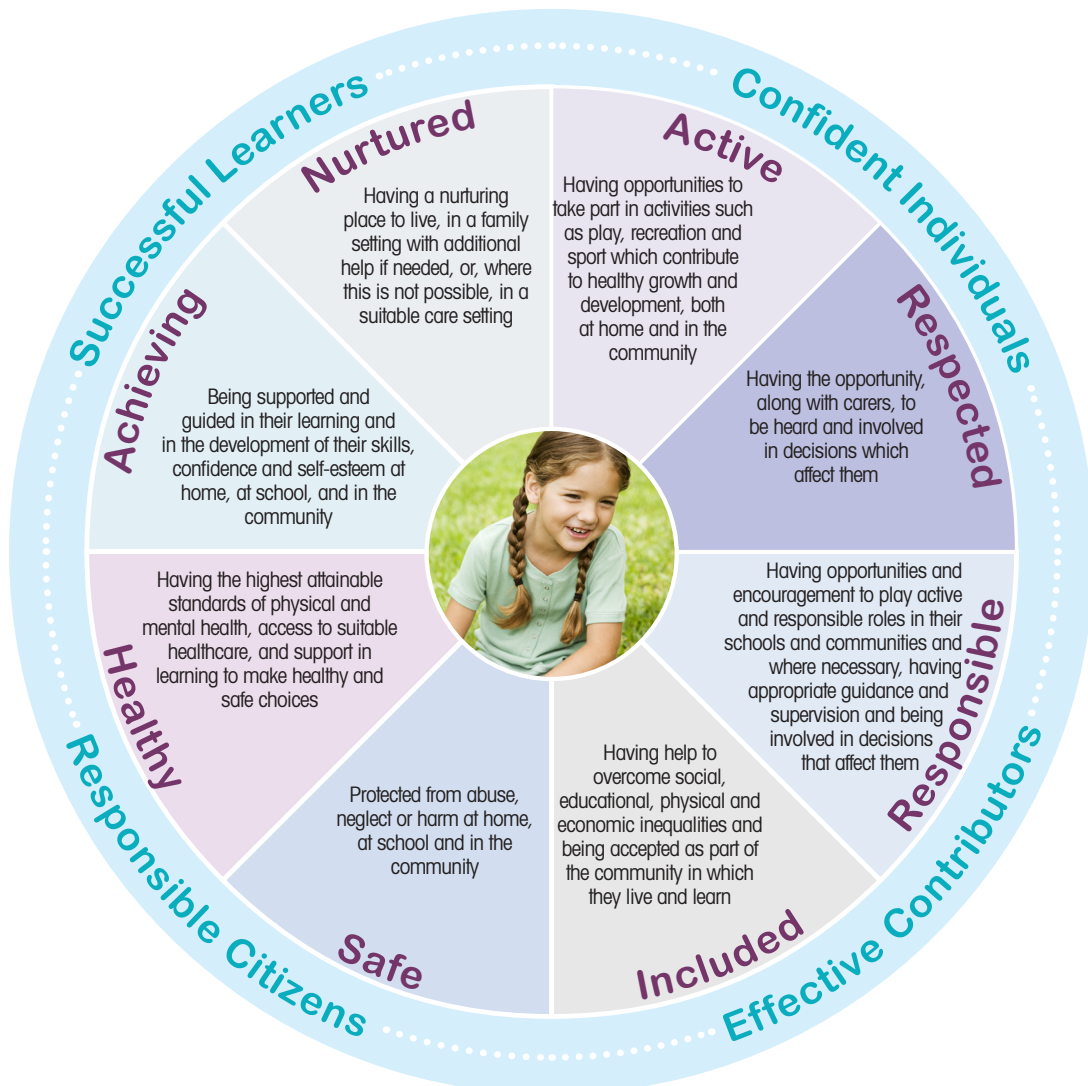 Successful Learners
Confident Individuals
Nurtured
Having a nurturing
place to live, in a family
setting with additional
help if needed, or, where
this is not possible, in a
suitable care setting
Active
Having opportunities to
take part in activities such
as play, recreation and
sport which contribute
to healthy growth and
development, both
at home and in the
community
Respected
Having the opportunity,
along with carers, to
be heard and involved
in decisions which
affect them
Responsible
Having opportunities and
encouragement to play active
and responsible roles in their
schools and communities and
where necessary, having
appropriate guidance and
supervision and being
involved in decisions
that affect them
Included
Having help to
overcome social,
educational, physical and
economic inequalities and
being accepted as part of
the community in which
they live and learn
Safe
Protected from abuse,
neglect or harm at home,
at school and in the
community
Healthy
Having the highest attainable
standards of physical and
mental health, access to suitable
healthcare, and support in
learning to make healthy and
safe choices
Achieving
Being supported and
guided in their learning and
in the development of their skills,
confidence and self-esteem at
home, at school, and in the
community
Effective Contributors
Responsible Citizens